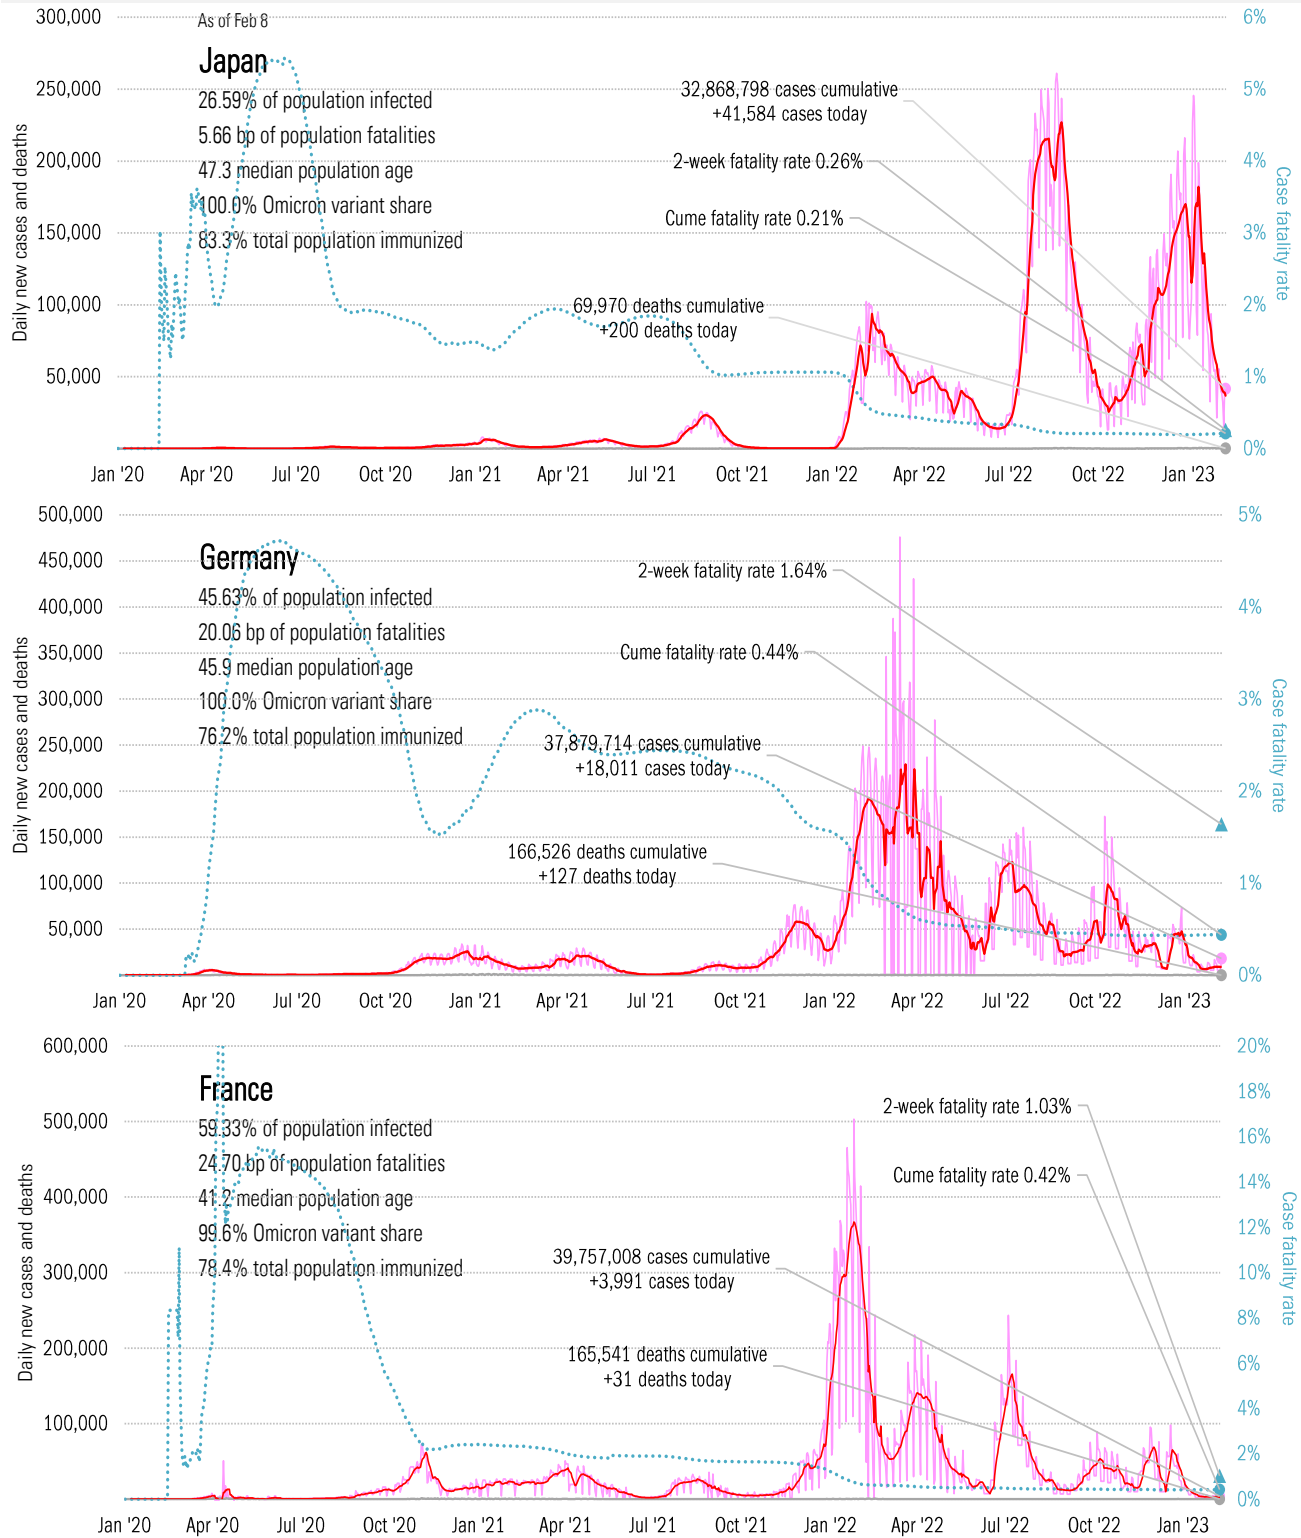 As of Feb 8
300,000
250,000
200,000
150,000
100,000
50,000
Daily new cases and deaths
Japan
26.59% of population infected
5.66 bp of population fatalities
47.3 median population age
100.0% Omicron variant share
83.3% total population immunized
32,868,798 cases cumulative
+41,584 cases today
2-week fatality rate 0.26%
Cume fatality rate 0.21%
69,970 deaths cumulative
+200 deaths today
6%
5%
4%
3%
2%
1%
0%
Case fatality rate
Jan '20 Apr '20 Jul '20 Oct '20 Jan '21 Apr '21 Jul '21 Oct '21 Jan '22 Apr '22 Jul '22 Oct '22 Jan '23
500,000
450,000
400,000
350,000
300,000
250,000
200,000
150,000
100,000
50,000
Daily new cases and deaths
Germany
45.63% of population infected
20.06 bp of population fatalities
45.9 median population age
100.0% Omicron variant share
76.2% total population immunized
2-week fatality rate 1.64%
Cume fatality rate 0.44%
37,879,714 cases cumulative
+18,011 cases today
166,526 deaths cumulative
+127 deaths today
5%
4%
3%
2%
1%
0%
Case fatality rate
Jan '20 Apr '20 Jul '20 Oct '20 Jan '21 Apr '21 Jul '21 Oct '21 Jan '22 Apr '22 Jul '22 Oct '22 Jan '23
600,000
500,000
400,000
300,000
200,000
100,000
Daily new cases and deaths
France
59.33% of population infected
24.70 bp of population fatalities
41.2 median population age
99.6% Omicron variant share
78.4% total population immunized
2-week fatality rate 1.03%
Cume fatality rate 0.42%
39,757,008 cases cumulative
+3,991 cases today
165,541 deaths cumulative
+31 deaths today
20%
18%
16%
14%
12%
10%
8%
6%
4%
2%
0%
Case fatality rate
Jan '20 Apr '20 Jul '20 Oct '20 Jan '21 Apr '21 Jul '21 Oct '21 Jan '22 Apr '22 Jul '22 Oct '22 Jan '23